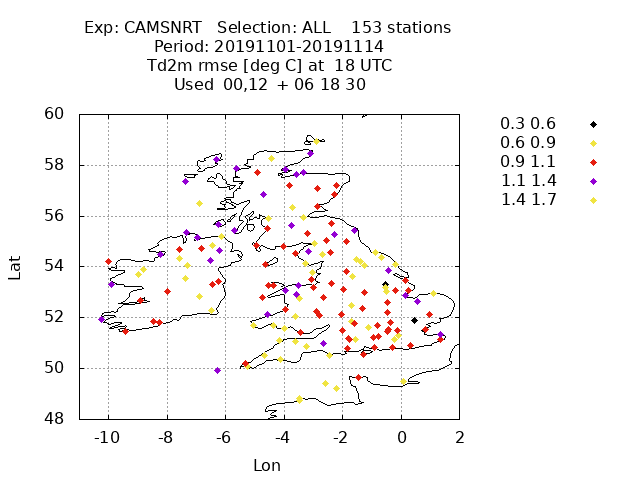 Exp: CAMSNRT Selection: ALL 153 stations
Period: 20191101-20191114
Td2m rmse [deg C] at 18 UTC
Used 00,12 + 06 18 30
60
58
56
54
52
50
48
Lat
-10 -8 -6 -4 -2 0 2
Lon
0.3 0.6
0.6 0.9
0.9 1.1
1.1 1.4
1.4 1.7